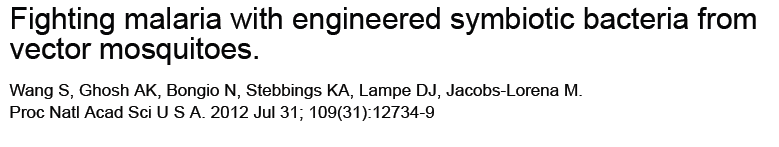 Fighting malaria with engineered symbiotic bacteria from
vector mosquitoes.
Wang S, Ghosh AK, Bongio N, Stebbings KA, Lampe DJ, Jacobs-Lorena M.
Proc Natl Acad Sci U S A. 2012 Jul 31; 109(31):12734-9